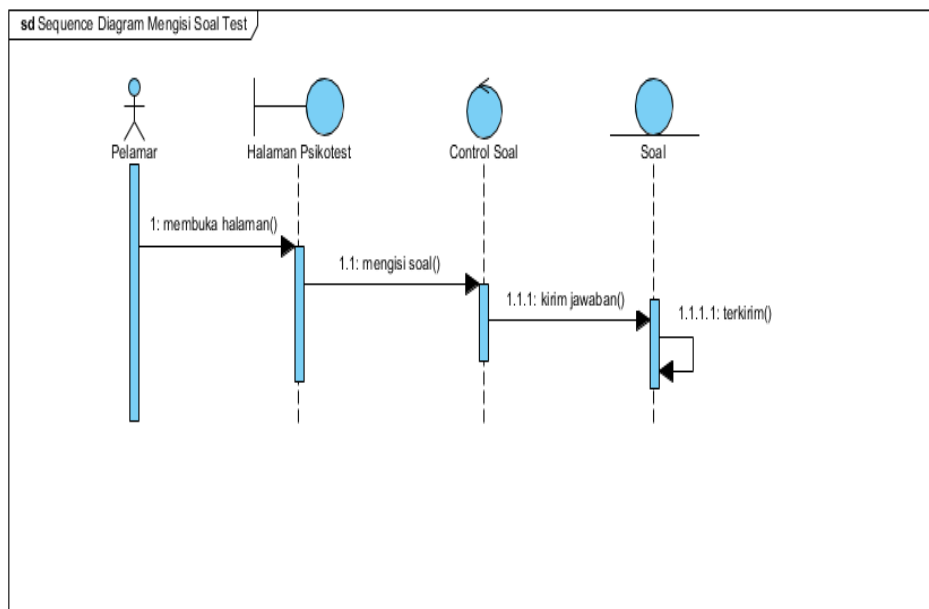 sd Sequence Diagram Mengisi Soal Test
Pelamar
Halaman Psikotest
Control Soal
Soal
1: membuka halaman()
1.1: mengisi soal()
1.1.1: kirim jawaban()
1.1.1.1: terkirim()